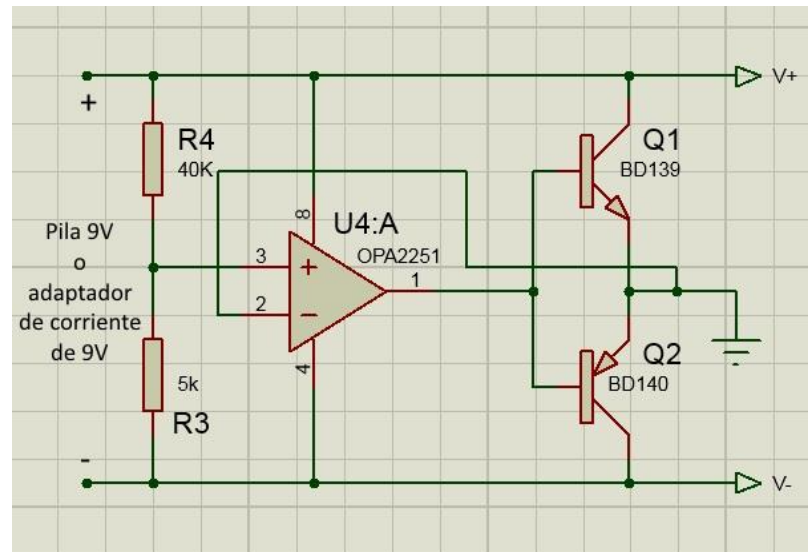 V+
+
R4
40K
Q1
BD139
Pila 9V
o
adaptador
de corriente
de 9V
8
U4:A
OPA2251
3
+
1
2
−
4
5k
R3
Q2
BD140
-
V-